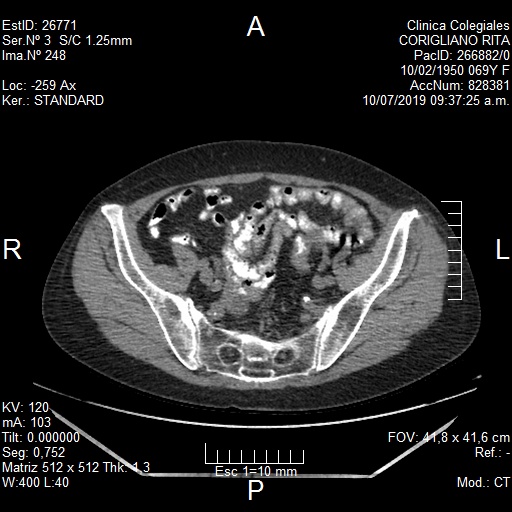 EstID: 26771
Ser.Nº 3 S/C 1.25mm
Ima.Nº 248
Loc: -259 Ax
Ker.: STANDARD
A
Clinica Colegiales
CORIGLIANO RITA
PacID: 266882/0
10/02/1950 069Y F
AccNum: 828381
10/07/2019 09:37:25 a.m.
R
L
KV: 120
mA: 103
Tilt: 0.000000
Seg: 0,752
Matriz 512 x 512 Thk: 1.3
W:400 L:40
Esc 1=10 mm
P
FOV: 41,8 x 41,6 cm
Ref.: -
Mod.: CT